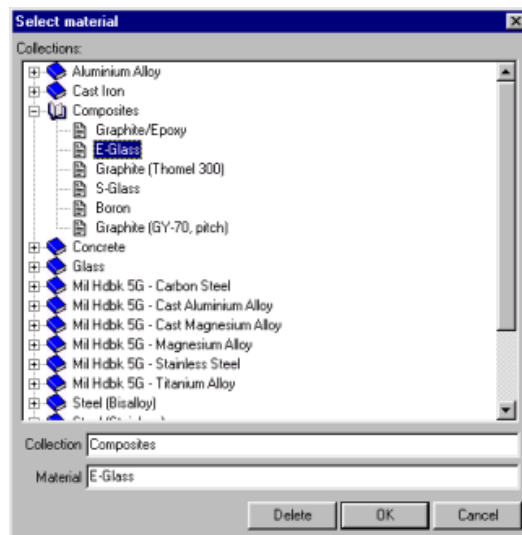 Select material
Collections:
Aluminium Alloy
Cast Iron
Composites
Graphite/Epoxy
E-Glass
Graphite (Thornel 300)
S-Glass
Boron
Graphite (GY-70, pitch)
Concrete
Glass
Mil Hdbk 5G - Carbon Steel
Mil Hdbk 5G - Cast Aluminium Alloy
Mil Hdbk 5G - Cast Magnesium Alloy
Mil Hdbk 5G - Magnesium Alloy
Mil Hdbk 5G - Stainless Steel
Mil Hdbk 5G - Titanium Alloy
Steel (Bisalloy)
Collection Composites
Material E-Glass
Delete OK Cancel